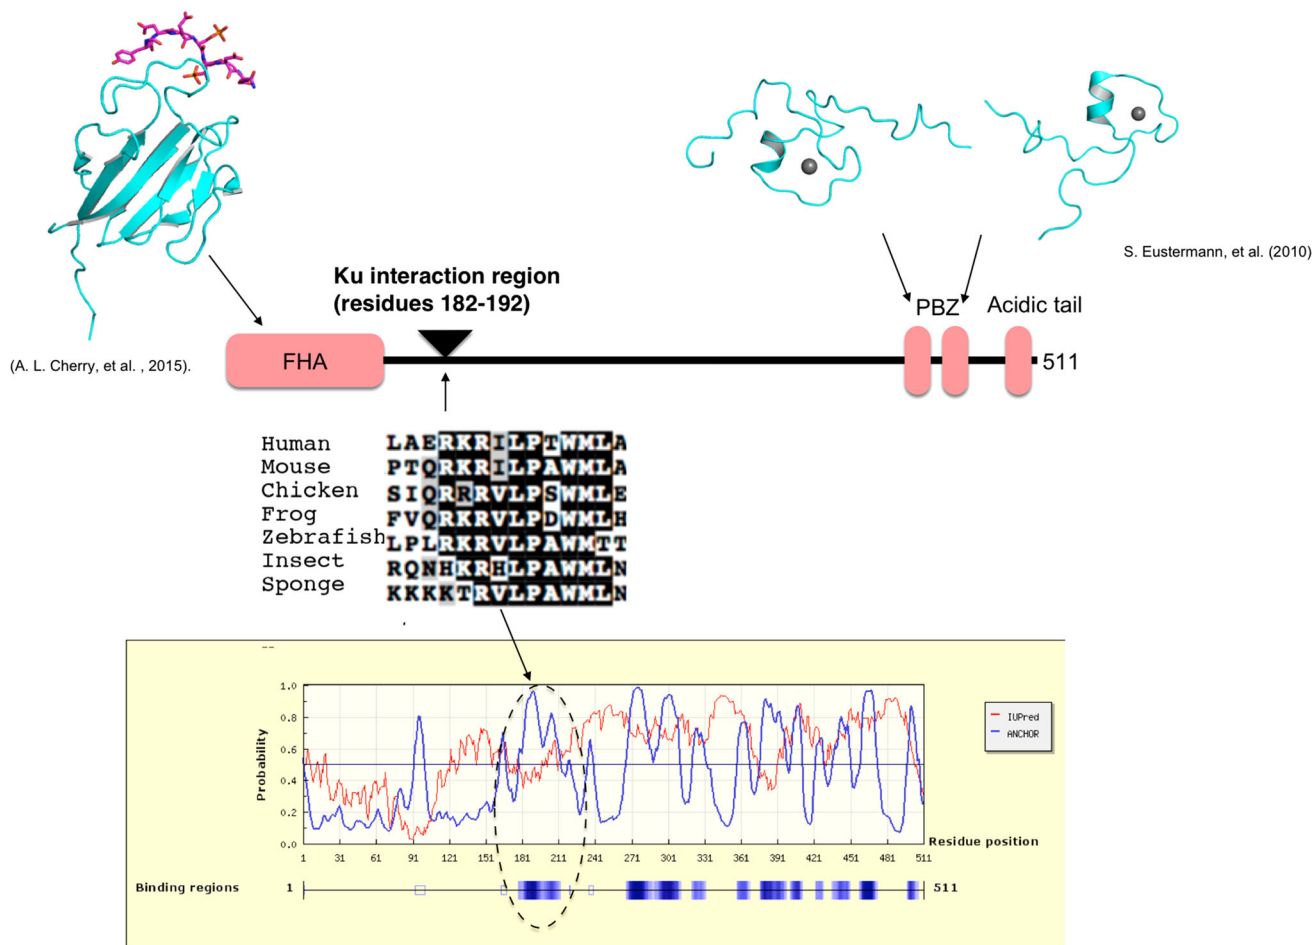 S. Eustermann, et al. (2010)
Ku interaction region
(residues 182-192)
PBZ
Acidic tail
(A. L. Cherry, et al. , 2015).
FHA
511
Human LAERKRILPTWMLA
Mouse PTQRKRILPAWMLA
Chicken SIQRRRVLPSWMLE
Frog FVQRKRVLPDWMLH
Zebrafish LPLRKRVLPAWMTT
Insect RQNHKRHLPAWMLN
Sponge KKKKTRVLPAWMLN
--
1.0
0.8
0.6
0.4
0.2
0.0
Probability
IUPred
ANCHOR
Residue position
1 31 61 91 121 151 181 211 241 271 301 331 361 391 421 451 481 511
Binding regions 1 511